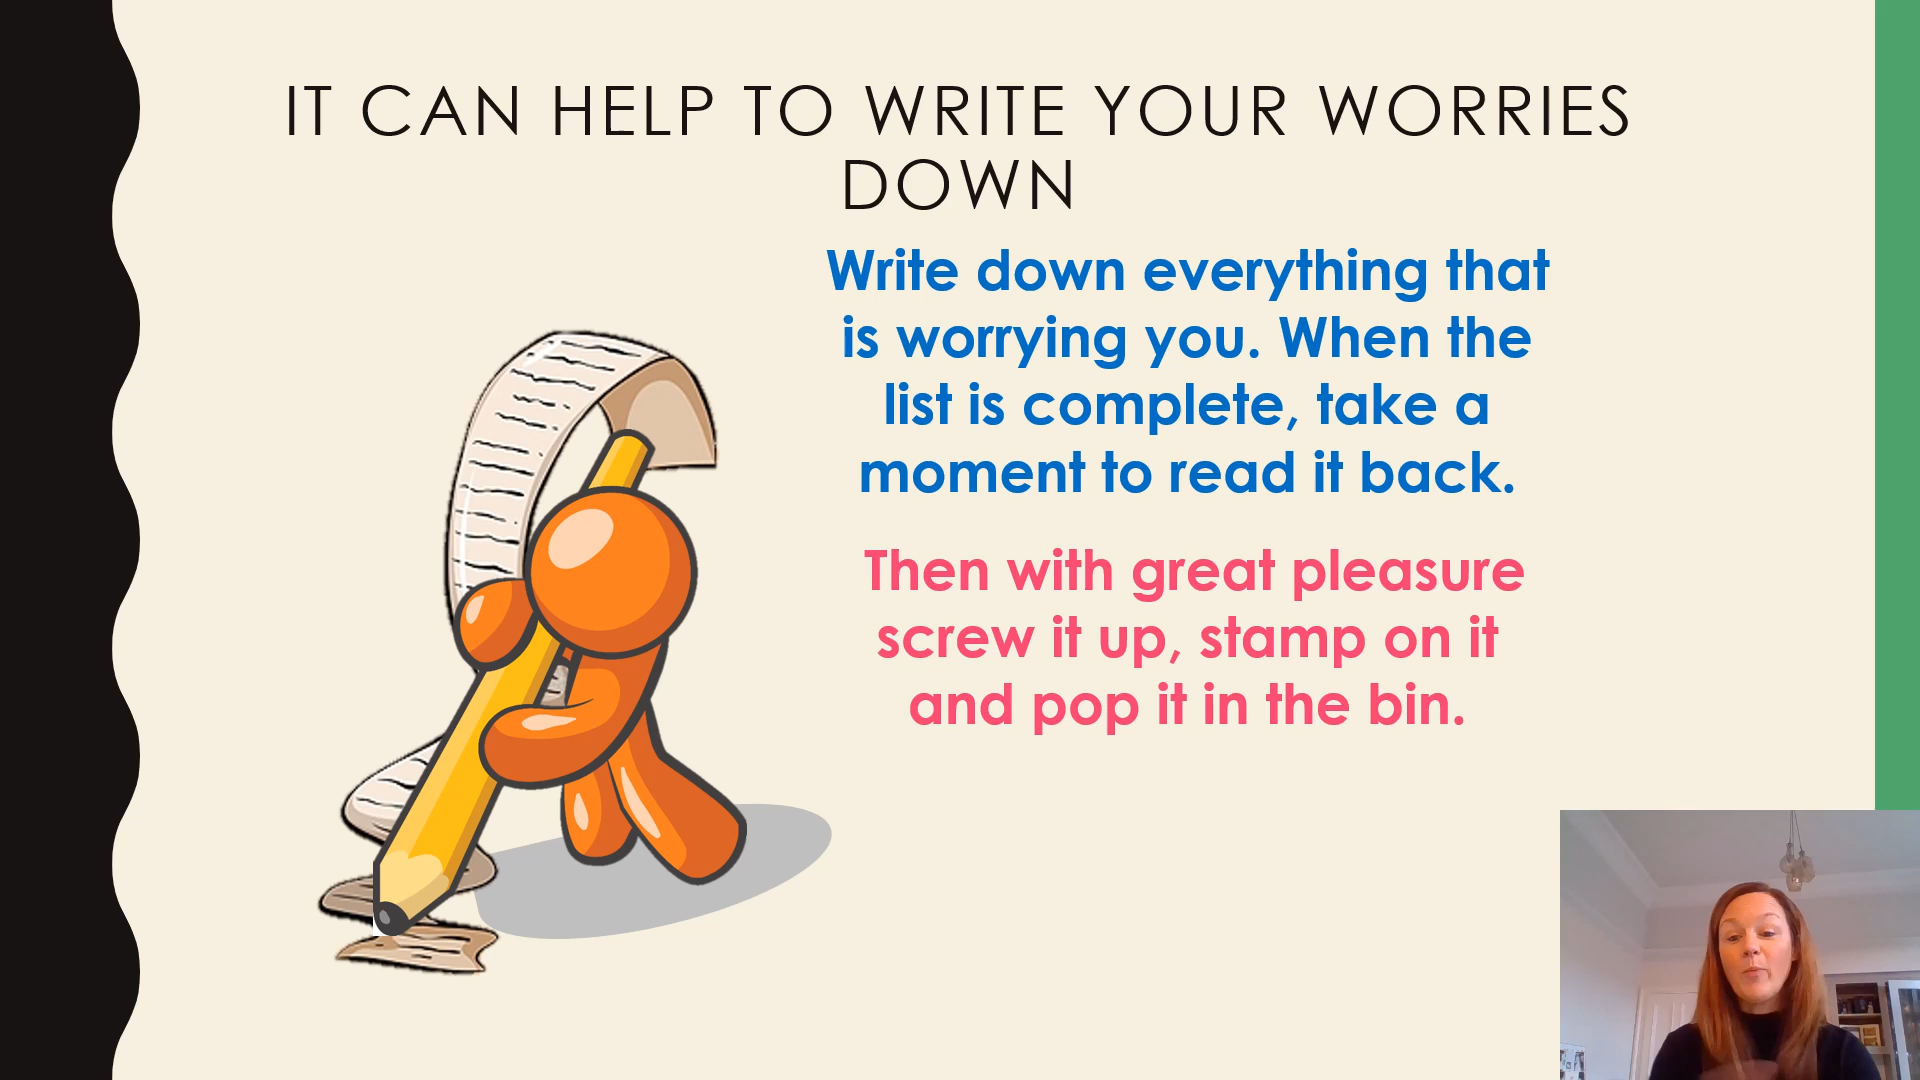 IT CAN HELP TO WRITE YOUR WORRIES
DOWN
Write down everything that
is worrying you. When the
list is complete, take a
moment to read it back.
Then with great pleasure
screw it up, stamp on it
and pop it in the bin.